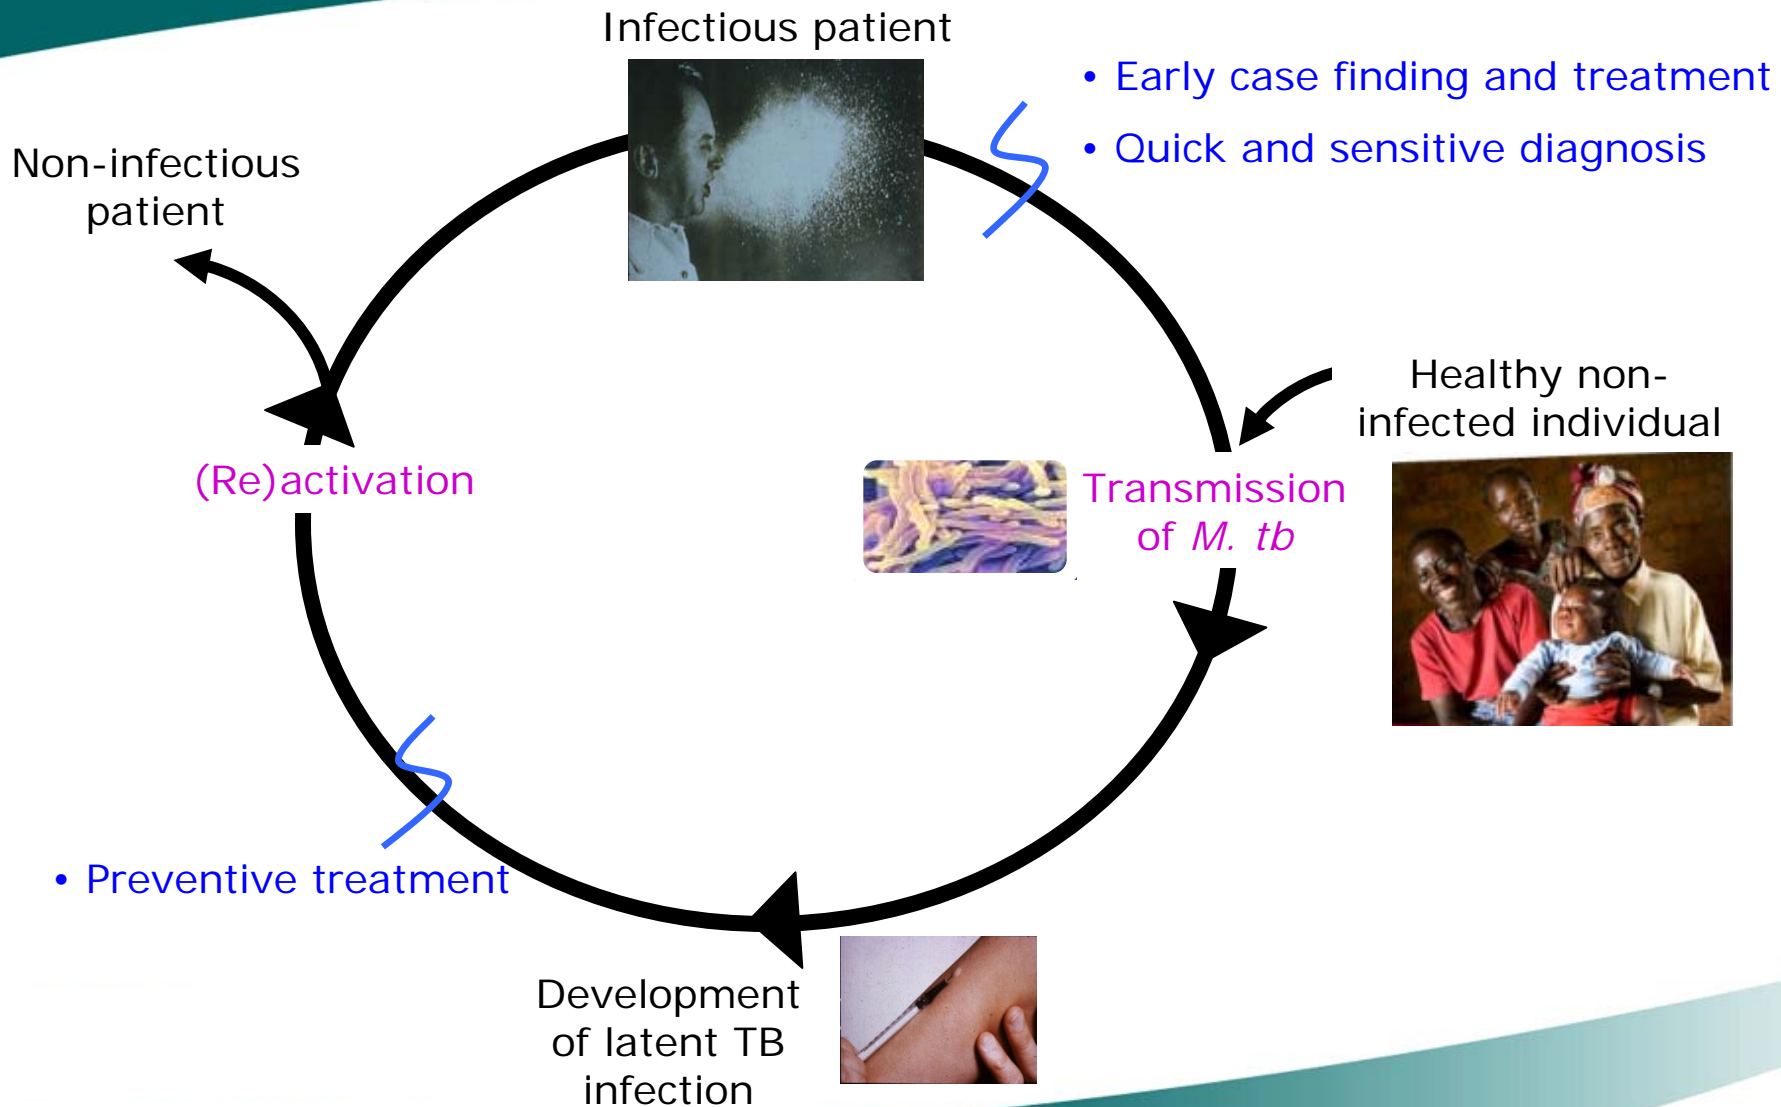 Infectious patient
• Early case finding and treatment
• Quick and sensitive diagnosis
Non-infectious
patient
Healthy non-
infected individual
(Re)activation
Transmission
of M. tb
• Preventive treatment
Development
of latent TB
infection